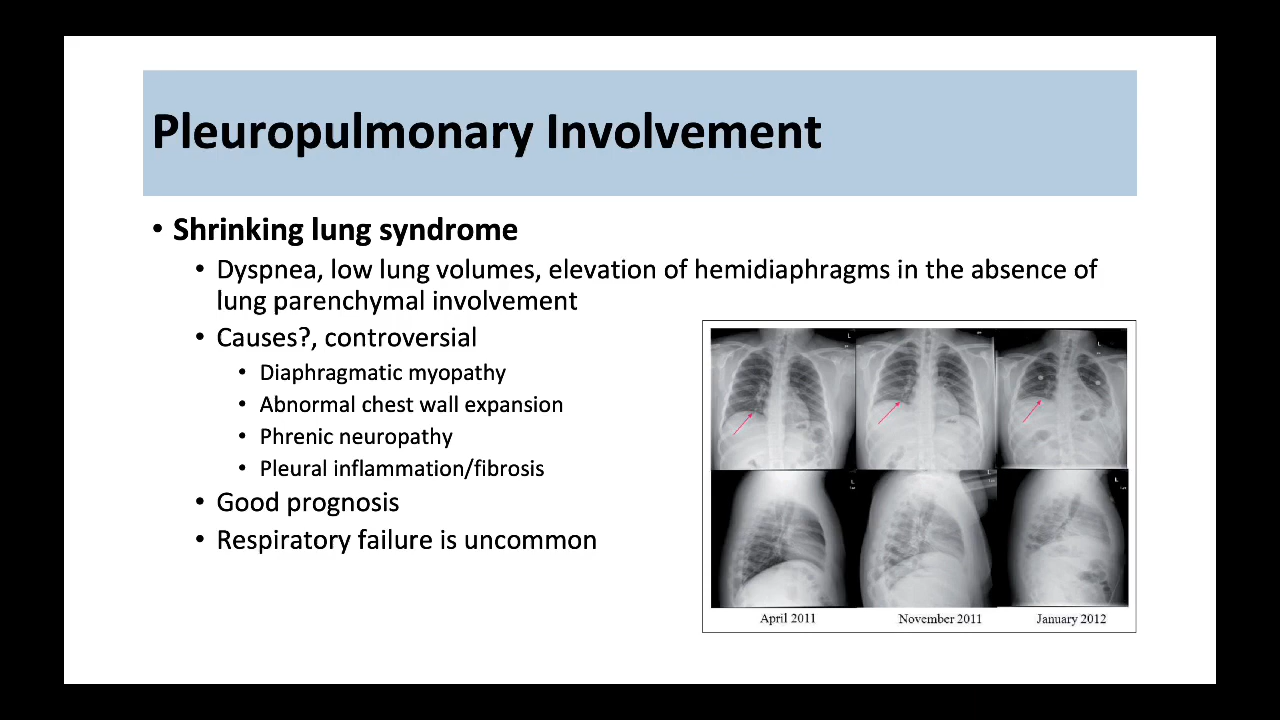 Pleuropulmonary Involvement
• Shrinking lung syndrome
• Dyspnea, low lung volumes, elevation of hemidiaphragms in the absence of
lung parenchymal involvement
• Causes?, controversial
• Diaphragmatic myopathy
• Abnormal chest wall expansion
• Phrenic neuropathy
• Pleural inflammation/fibrosis
• Good prognosis
• Respiratory failure is uncommon
L
L
L
L
L
L
April 2011
November 2011
January 2012